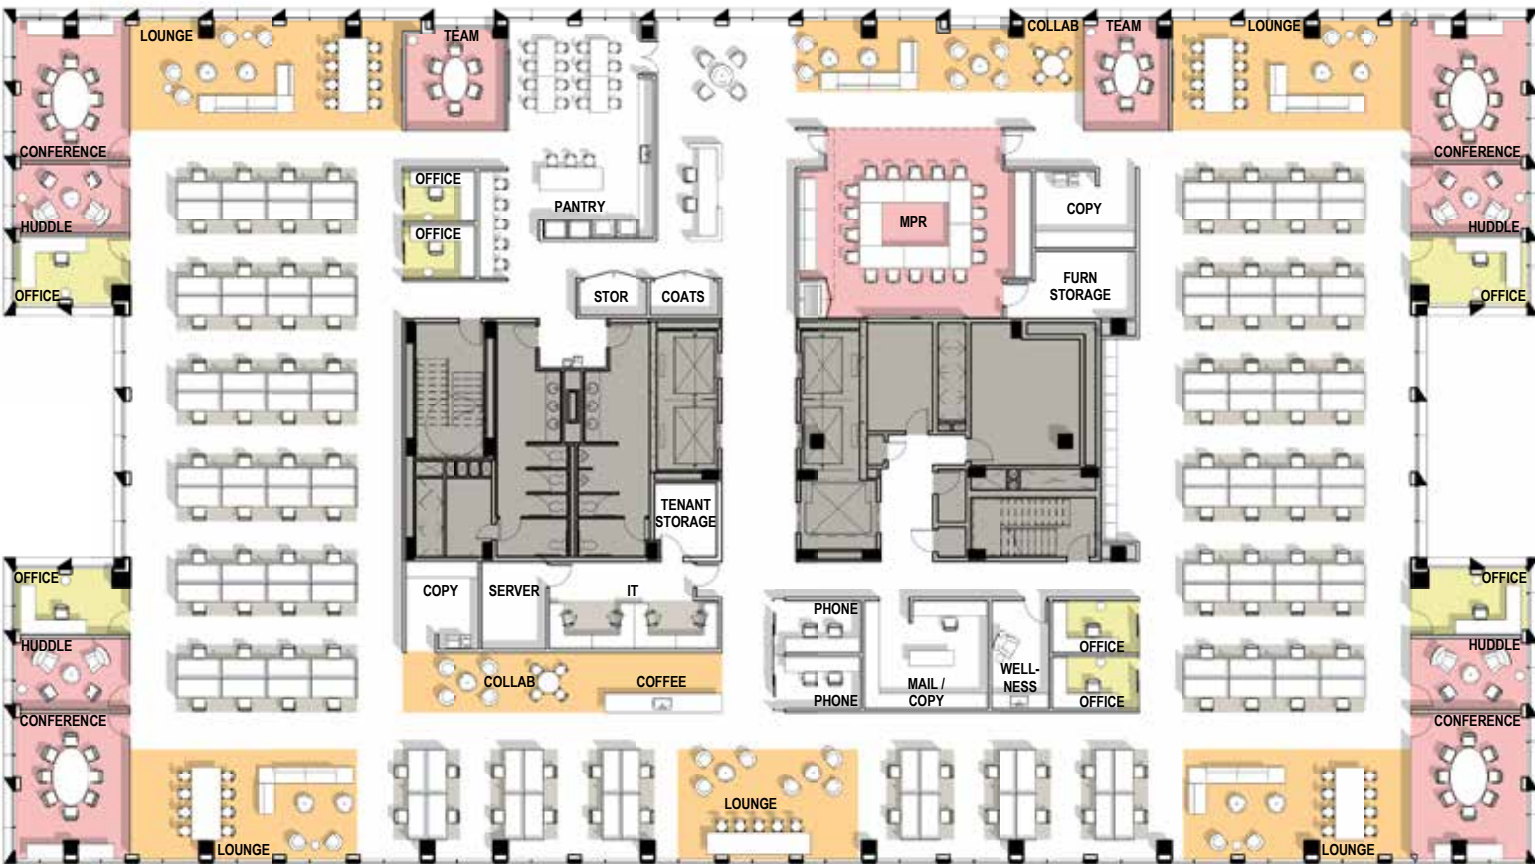 LOUNGE
TEAM
COLLAB
TEAM
LOUNGE
CONFERENCE
CONFERENCE
OFFICE
PANTRY
COPY
MPR
HUDDLE
OFFICE
HUDDLE
OFFICE
STOR
COATS
FURN
STORAGE
OFFICE
TENANT
STORAGE
OFFICE
COPY
SERVER
IT
OFFICE
PHONE
HUDDLE
OFFICE
HUDDLE
COLLAB
COFFEE
WELL-
NESS
MAIL /
COPY
PHONE
OFFICE
CONFERENCE
CONFERENCE
LOUNGE
LOUNGE
LOUNGE